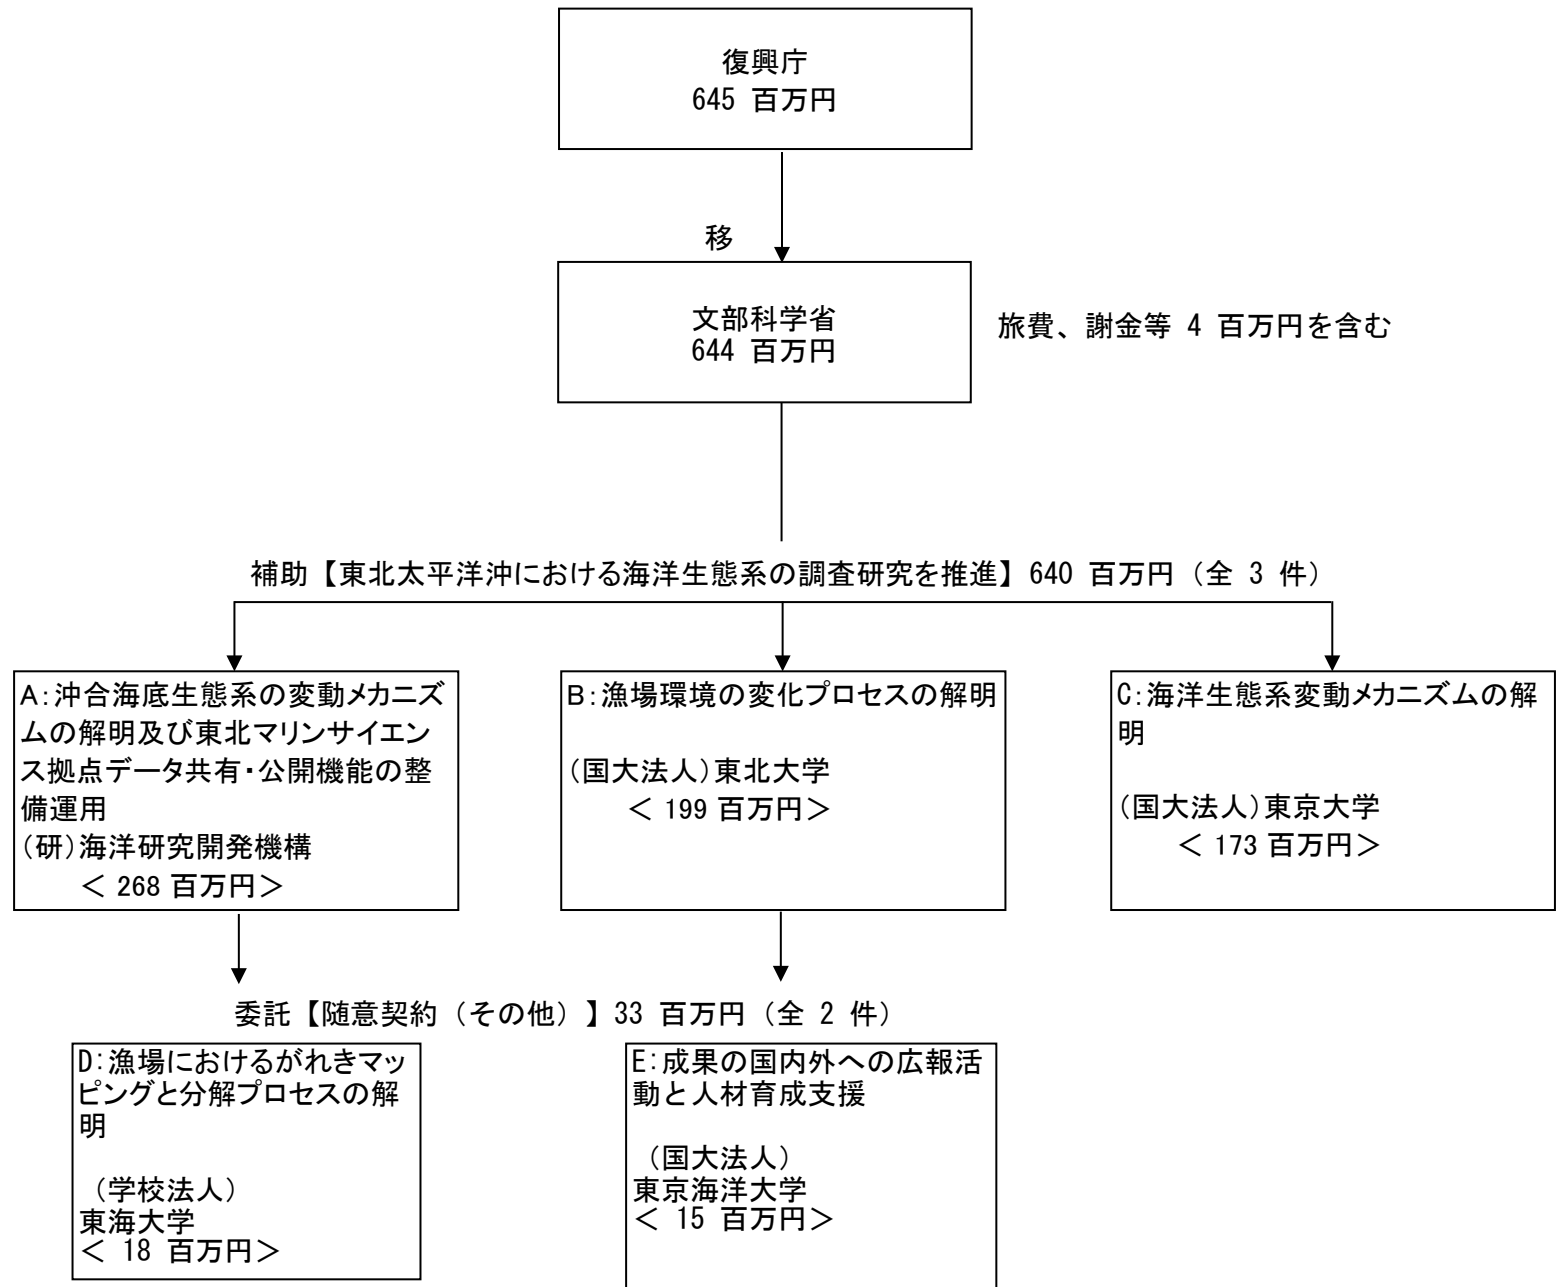 復興庁
645 百万円
移
文部科学省
644 百万円
旅費、謝金等 4 百万円を含む
補助【東北太平洋沖における海洋生態系の調査研究を推進】640 百万円（全 3 件）
A:沖合海底生態系の変動メカニズ
ムの解明及び東北マリンサイエン
ス拠点データ共有・公開機能の整
備運用
（研）海洋研究開発機構
＜ 268 百万円＞
B:漁場環境の変化プロセスの解明
（国大法人）東北大学
＜ 199 百万円＞
C:海洋生態系変動メカニズムの解
明
（国大法人）東京大学
＜ 173 百万円＞
委託【随意契約（その他）】33 百万円（全 2 件）
D:漁場におけるがれきマッ
ピングと分解プロセスの解
明
（学校法人）
東海大学
＜ 18 百万円＞
E:成果の国内外への広報活
動と人材育成支援
（国大法人）
東京海洋大学
＜ 15 百万円＞